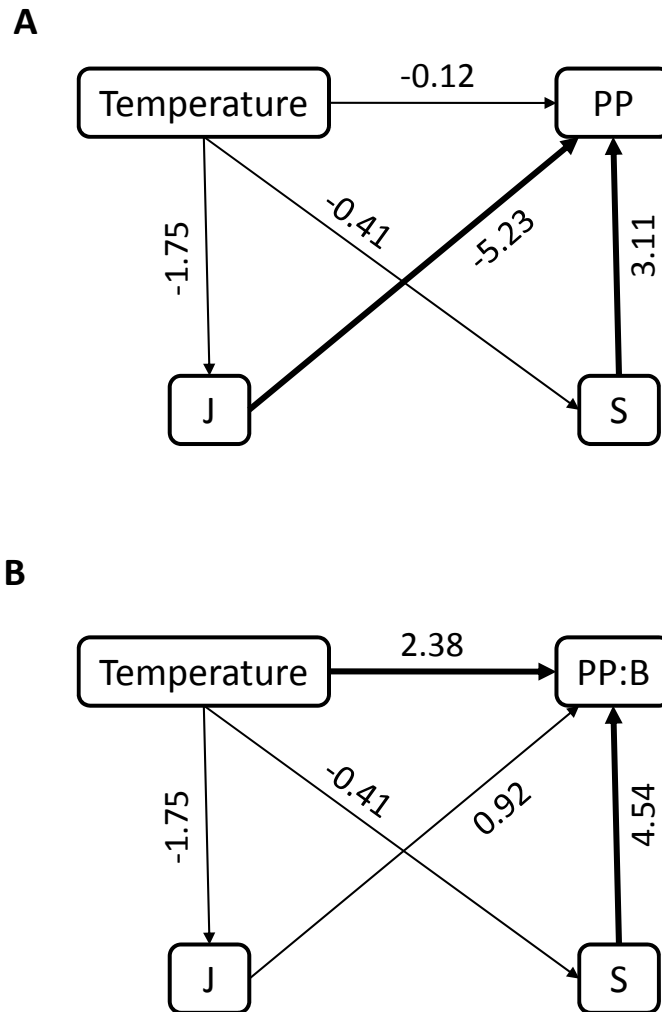 A
-0.12
Temperature
PP
-0.41
-5.23
-1.75
3.11
J
S
B
2.38
Temperature
PP:B
-0.41
0.92
-1.75
4.54
J
S